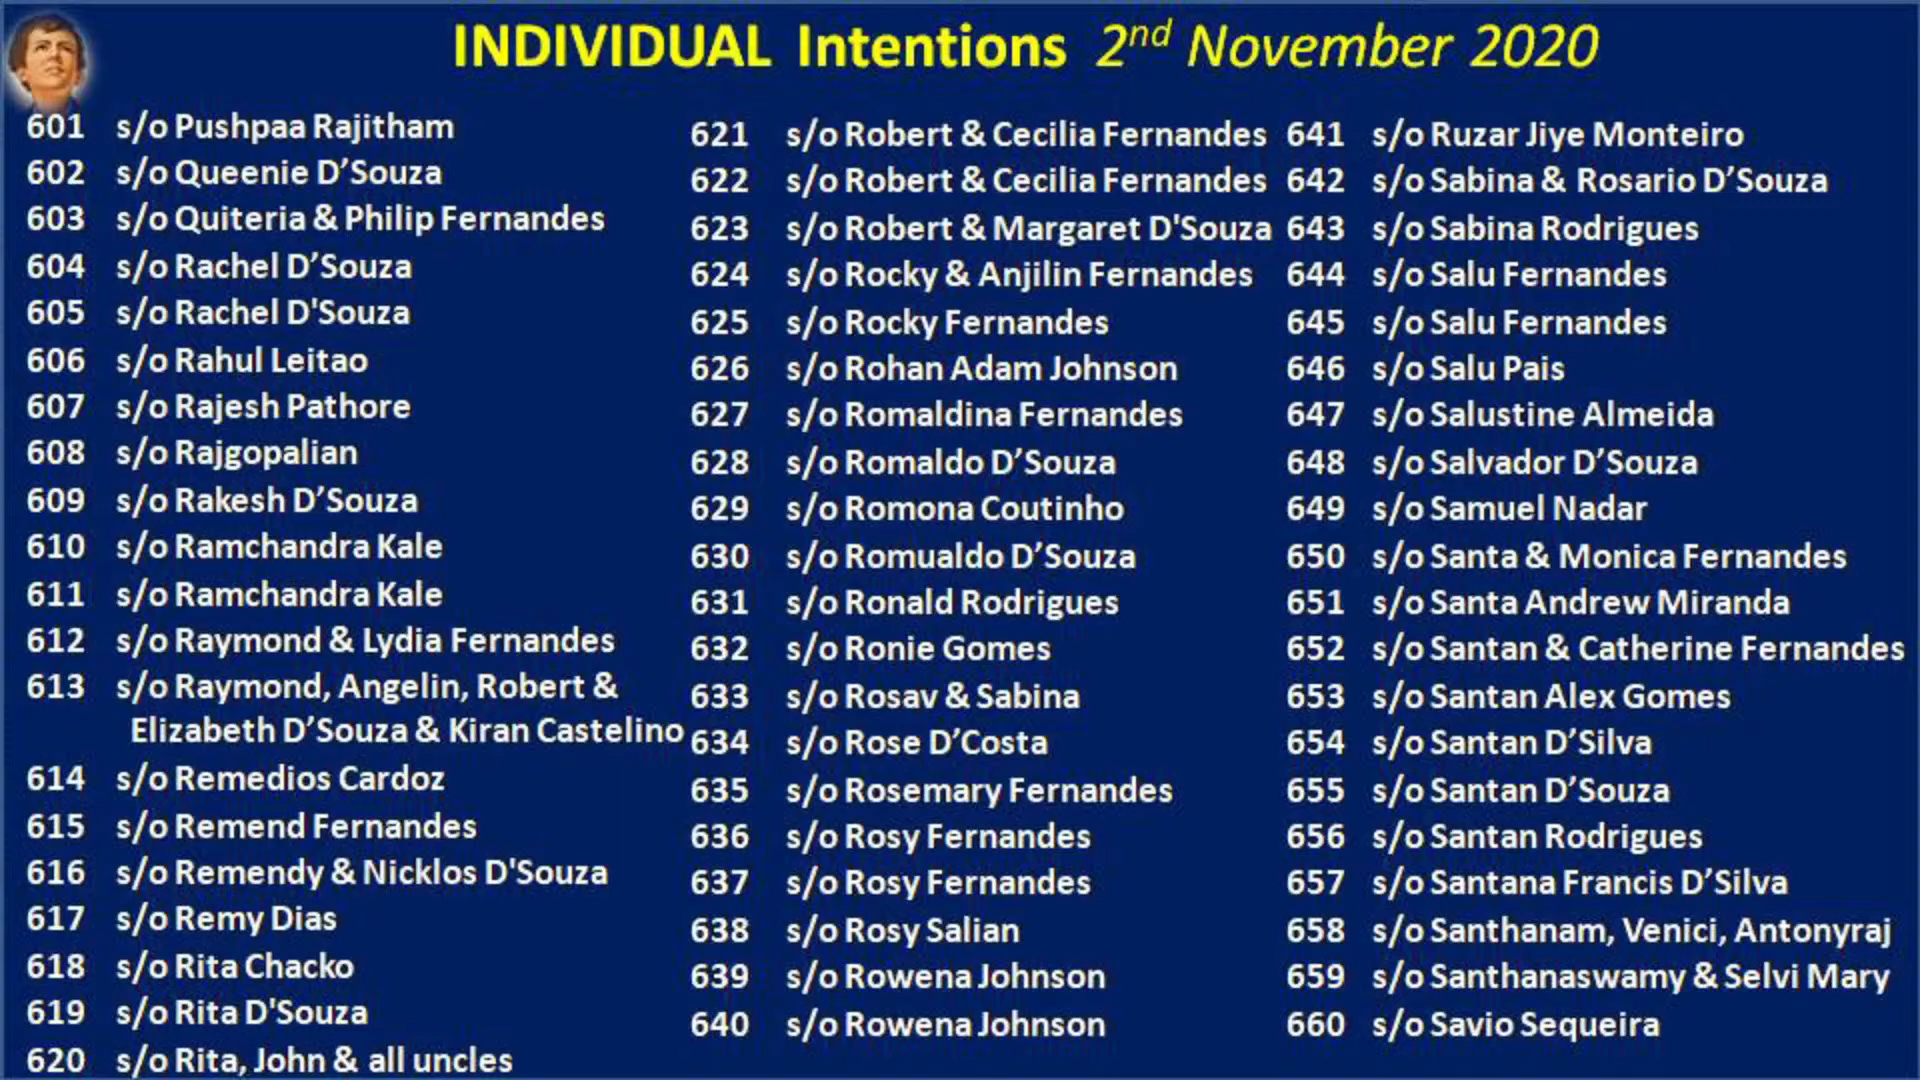 INDIVIDUAL Intentions 2nd November 2020
601 s/o Pushpaa Rajitham
602 s/o Queenie D’Souza
603 s/o Quiteria & Philip Fernandes
604 s/o Rachel D’Souza
605 s/o Rachel D'Souza
606 s/o Rahul Leitao
607 s/o Rajesh Pathore
608 s/o Rajgopalian
609 s/o Rakesh D’Souza
610 s/o Ramchandra Kale
611 s/o Ramchandra Kale
612 s/o Raymond & Lydia Fernandes
613 s/o Raymond, Angelin, Robert &
Elizabeth D’Souza & Kiran Castelino
614 s/o Remedios Cardoz
615 s/o Remend Fernandes
616 s/o Remendy & Nicklos D'Souza
617 s/o Remy Dias
618 s/o Rita Chacko
619 s/o Rita D'Souza
620 s/o Rita, John & all uncles
621 s/o Robert & Cecilia Fernandes
622 s/o Robert & Cecilia Fernandes
623 s/o Robert & Margaret D'Souza
624 s/o Rocky & Anjilin Fernandes
625 s/o Rocky Fernandes
626 s/o Rohan Adam Johnson
627 s/o Romaldina Fernandes
628 s/o Romaldo D’Souza
629 s/o Romona Coutinho
630 s/o Romualdo D’Souza
631 s/o Ronald Rodrigues
632 s/o Ronie Gomes
633 s/o Rosav & Sabina
634 s/o Rose D’Costa
635 s/o Rosemary Fernandes
636 s/o Rosy Fernandes
637 s/o Rosy Fernandes
638 s/o Rosy Salian
639 s/o Rowena Johnson
640 s/o Rowena Johnson
641 s/o Ruzar Jiye Monteiro
642 s/o Sabina & Rosario D’Souza
643 s/o Sabina Rodrigues
644 s/o Salu Fernandes
645 s/o Salu Fernandes
646 s/o Salu Pais
647 s/o Salustine Almeida
648 s/o Salvador D’Souza
649 s/o Samuel Nadar
650 s/o Santa & Monica Fernandes
651 s/o Santa Andrew Miranda
652 s/o Santan & Catherine Fernandes
653 s/o Santan Alex Gomes
654 s/o Santan D’Silva
655 s/o Santan D’Souza
656 s/o Santan Rodrigues
657 s/o Santana Francis D’Silva
658 s/o Santhanam, Venici, Antonyraj
659 s/o Santhanaswamy & Selvi Mary
660 s/o Savio Sequeira